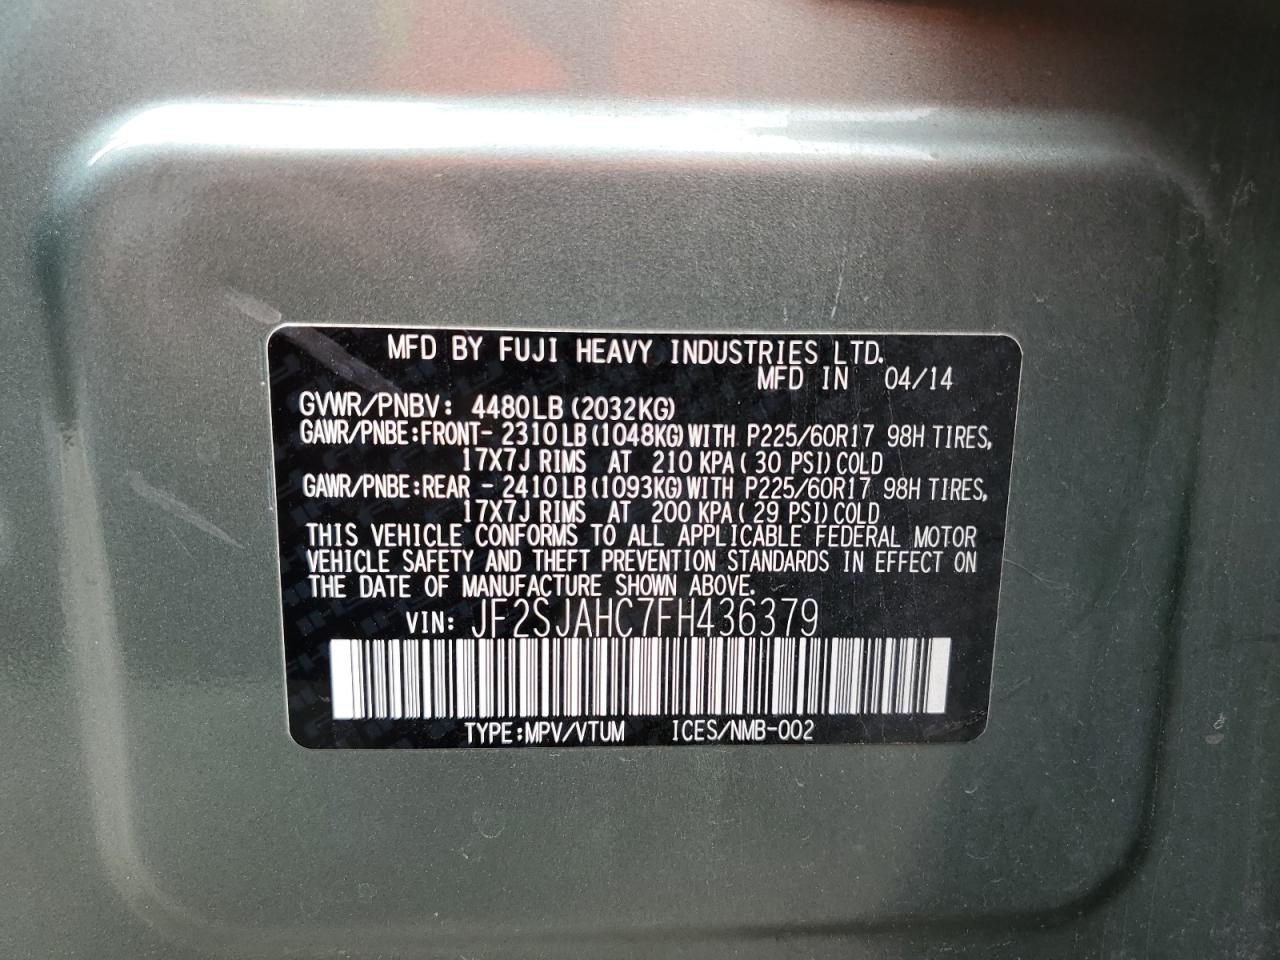 MFD BY FUJI HEAVY INDUSTRIES LTD.
MFD IN 04/14
GVWR/PNBV: 4480LB (2032KG)
GAWR/PNBE:FRONT- 2310LB (1048KG) WITH P225/60R17 98H TIRES,
17X7J RIMS AT 210 KPA ( 30 PSI) COLD
GAWR/PNBE:REAR - 2410LB (1093KG) WITH P225/60R17 98H TIRES,
17X7J RIMS AT 200 KPA ( 29 PSI) COLD
THIS VEHICLE CONFORMS TO ALL APPLICABLE FEDERAL MOTOR
VEHICLE SAFETY AND THEFT PREVENTION STANDARDS IN EFFECT ON
THE DATE OF MANUFACTURE SHOWN ABOVE.
VIN: JF2SJAHC7FH436379
TYPE:MPV/VTUM ICES/NMB-002